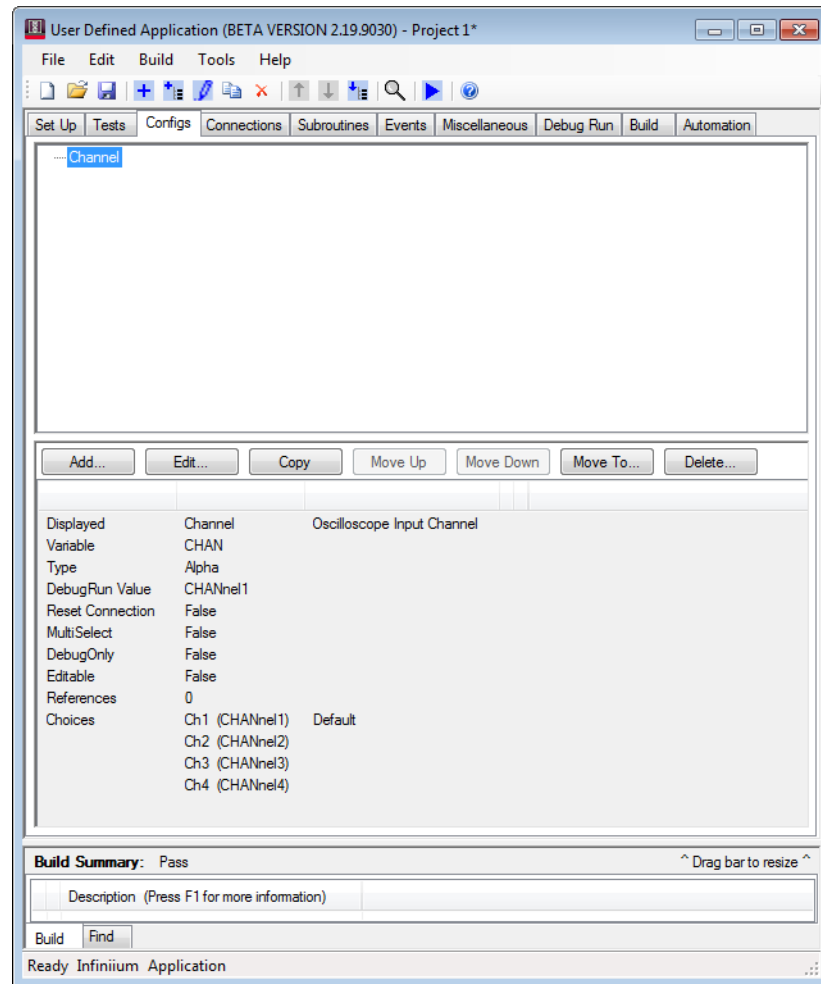 User Defined Application (BETA VERSION 2.19.9030) - Project 1*
File Edit Build Tools Help
Set Up Tests Configs Connections Subroutines Events Miscellaneous Debug Run Build Automation
Channel
Add... Edit... Copy Move Up Move Down Move To... Delete...
Displayed Channel Oscilloscope Input Channel
Variable CHAN
Type Alpha
DebugRun Value CHANnel1
Reset Connection False
MultiSelect False
DebugOnly False
Editable False
References 0
Choices Ch1 (CHANnel1) Default
Ch2 (CHANnel2)
Ch3 (CHANnel3)
Ch4 (CHANnel4)
Build Summary: Pass ^ Drag bar to resize ^
Description (Press F1 for more information)
Build Find
Ready Infiniium Application